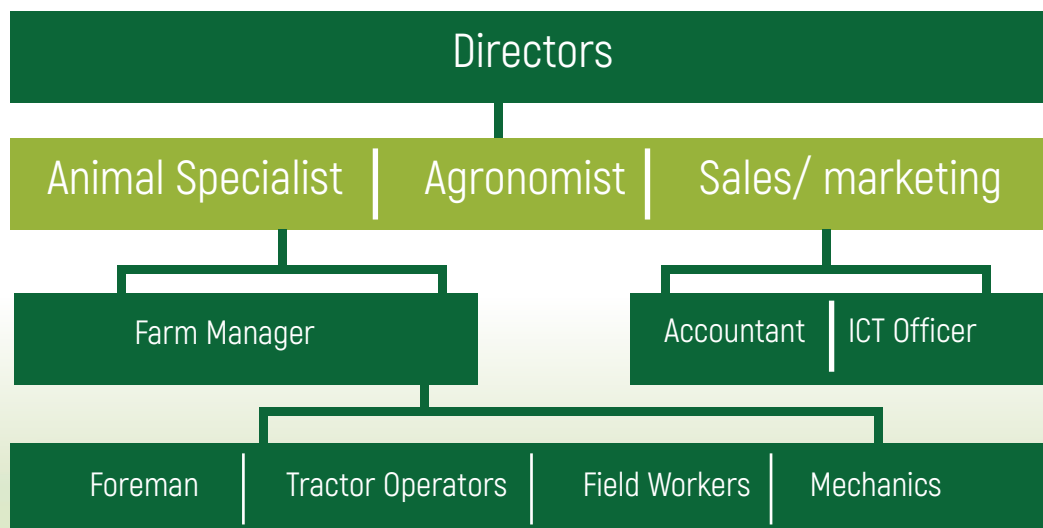 Directors
Animal Specialist
Agronomist
Sales/ marketing
Farm Manager
Accountant
ICT Officer
Foreman
Tractor Operators
Field Workers
Mechanics